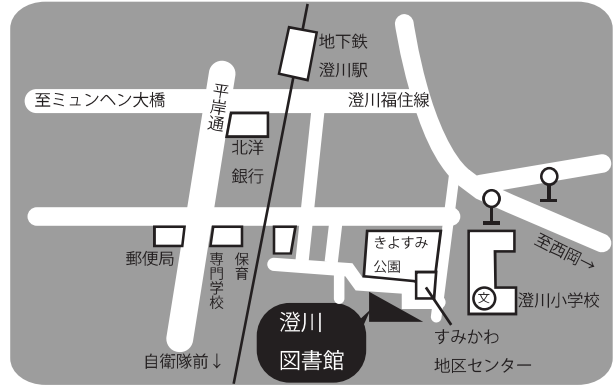 地下鉄
澄川駅
至ミュンヘン大橋
平岸通
澄川福住線
北洋
銀行
郵便局
専門学校
保育
きよすみ
公園
至西岡→
文
澄川小学校
澄川
図書館
すみかわ
地区センター
自衛隊前↓